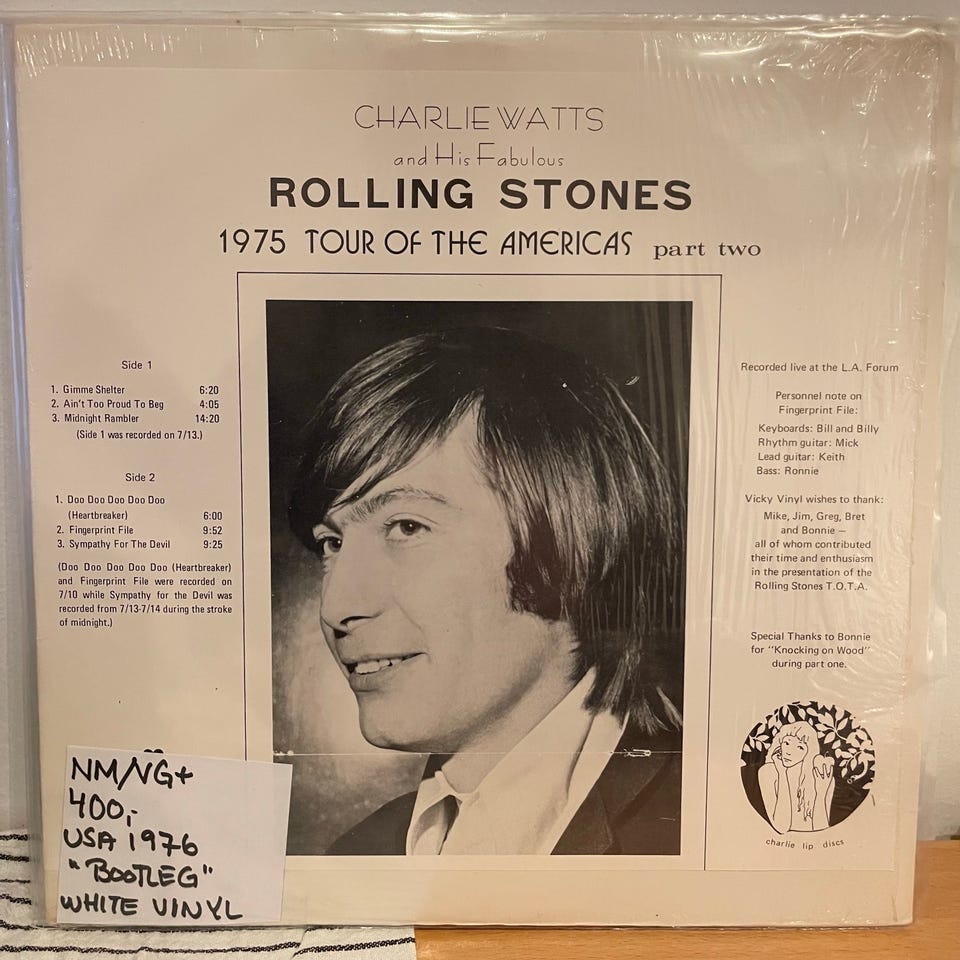 CHARLIE WATTS
and His Fabulous
ROLLING STONES
1975 TOUR OF THE AMERICAS part two
Side 1
1. Gimme Shelter 6:20
2. Ain't Too Proud To Beg 4:05
3. Midnight Rambler 14:20
(Side 1 was recorded on 7/13.)
Side 2
1. Doo Doo Doo Doo Doo
(Heartbreaker) 6:00
2. Fingerprint File 9:52
3. Sympathy For The Devil 9:25
(Doo Doo Doo Doo Doo (Heartbreaker)
and Fingerprint File were recorded on
7/10 while Sympathy for the Devil was
recorded from 7/13-7/14 during the stroke
of midnight.)
Recorded live at the L.A. Forum
Personnel note on
Fingerprint File:
Keyboards: Bill and Billy
Rhythm guitar: Mick
Lead guitar: Keith
Bass: Ronnie
Vicky Vinyl wishes to thank:
Mike, Jim, Greg, Bret
and Bonnie —
all of whom contributed
their time and enthusiasm
in the presentation of the
Rolling Stones T.O.T.A.
Special Thanks to Bonnie
for "Knocking on Wood"
during part one.
charlie lip discs
NM/VG+
400,-
USA 1976
"BOOTLEG"
WHITE VINYL